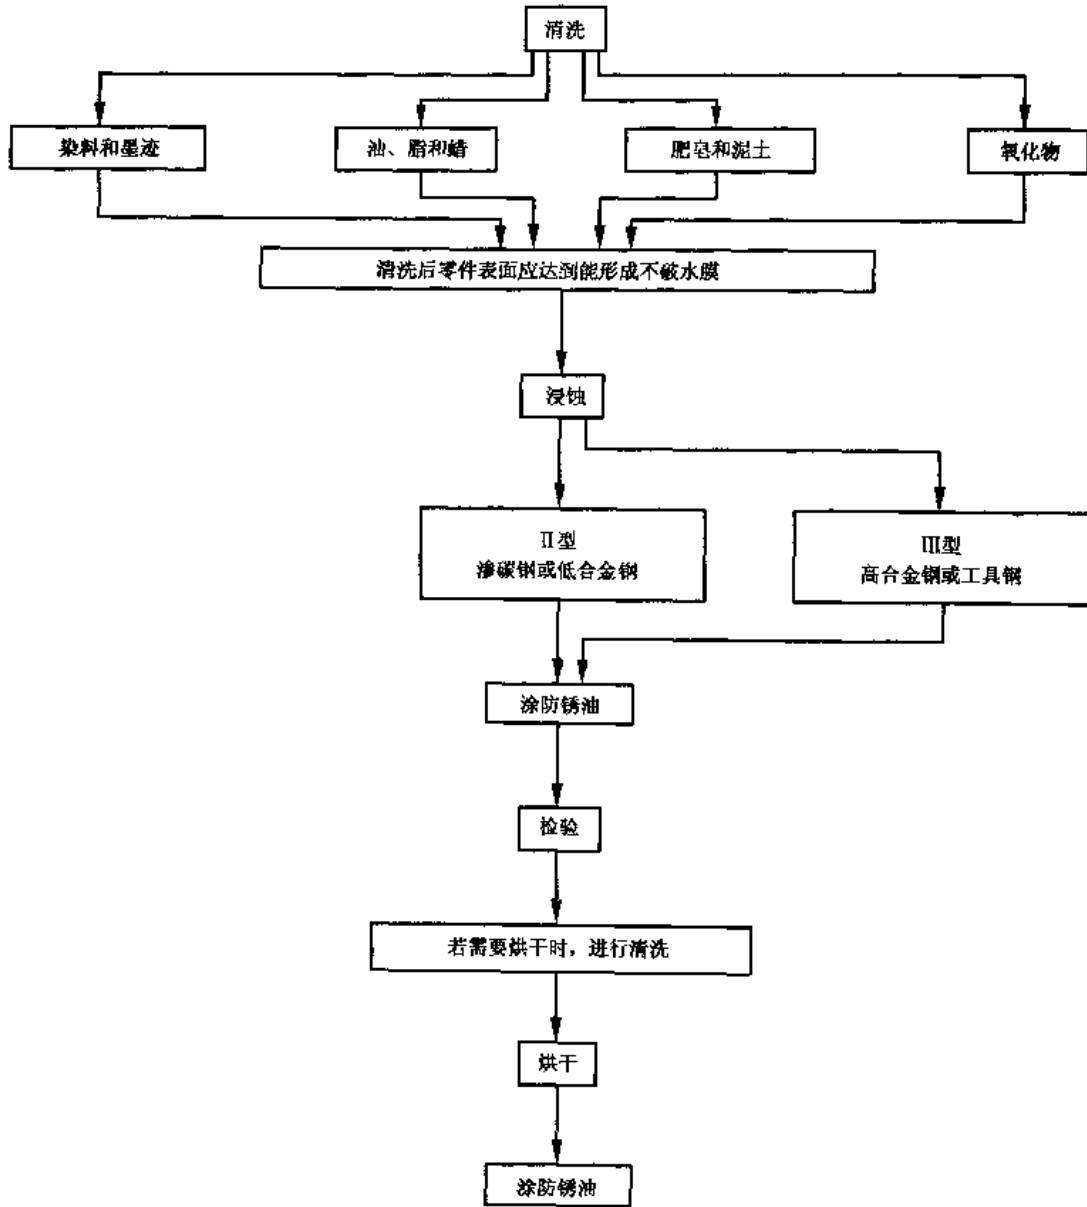 清洗
染料和墨迹
油、脂和蜡
肥皂和泥土
氧化物
清洗后零件表面应达到能形成不破水膜
浸蚀
II型
渗碳钢或低合金钢
III型
高合金钢或工具钢
涂防锈油
检验
若需要烘干时，进行清洗
烘干
涂防锈油